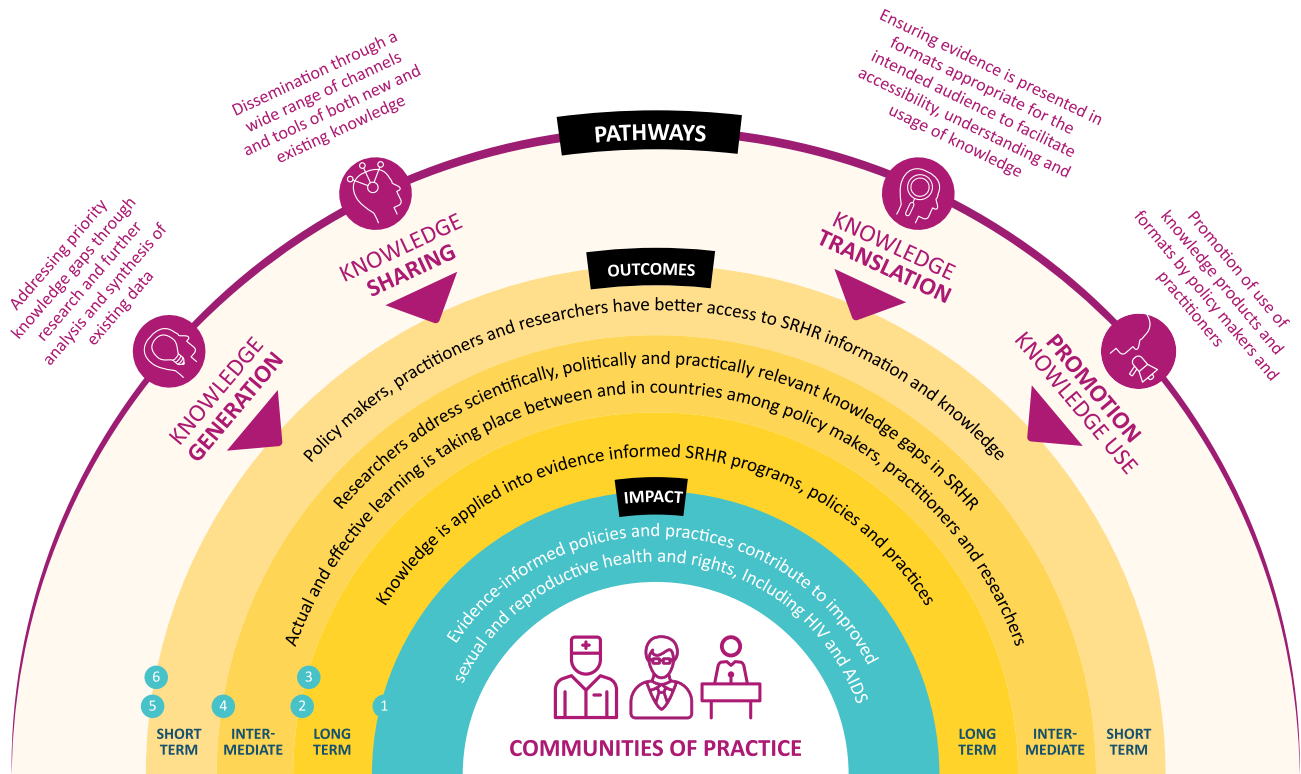 PATHWAYS
Addressing priority
knowledge gaps through
research and further
analysis and synthesis of
existing data
KNOWLEDGE
GENERATION
Dissemination through a
wide range of channels
and tools of both new and
existing knowledge
KNOWLEDGE
SHARING
Ensuring evidence is presented in
formats appropriate for the
intended audience to facilitate
accessibility, understanding and
usage of knowledge
KNOWLEDGE
TRANSLATION
Promotion of use of
knowledge products and
formats by policy makers and
practitioners
PROMOTION
KNOWLEDGE USE
OUTCOMES
Policy makers, practitioners and researchers have better access to SRHR information and knowledge
Researchers address scientifically, politically and practically relevant knowledge gaps in SRHR
Actual and effective learning is taking place between and in countries among policy makers, practitioners and researchers
Knowledge is applied into evidence informed SRHR programs, policies and practices
IMPACT
Evidence-informed policies and practices contribute to improved
sexual and reproductive health and rights, Including HIV and AIDS
6
3
5
4
2
1
SHORT
TERM
INTER-
MEDIATE
LONG
TERM
COMMUNITIES OF PRACTICE
LONG
TERM
INTER-
MEDIATE
SHORT
TERM